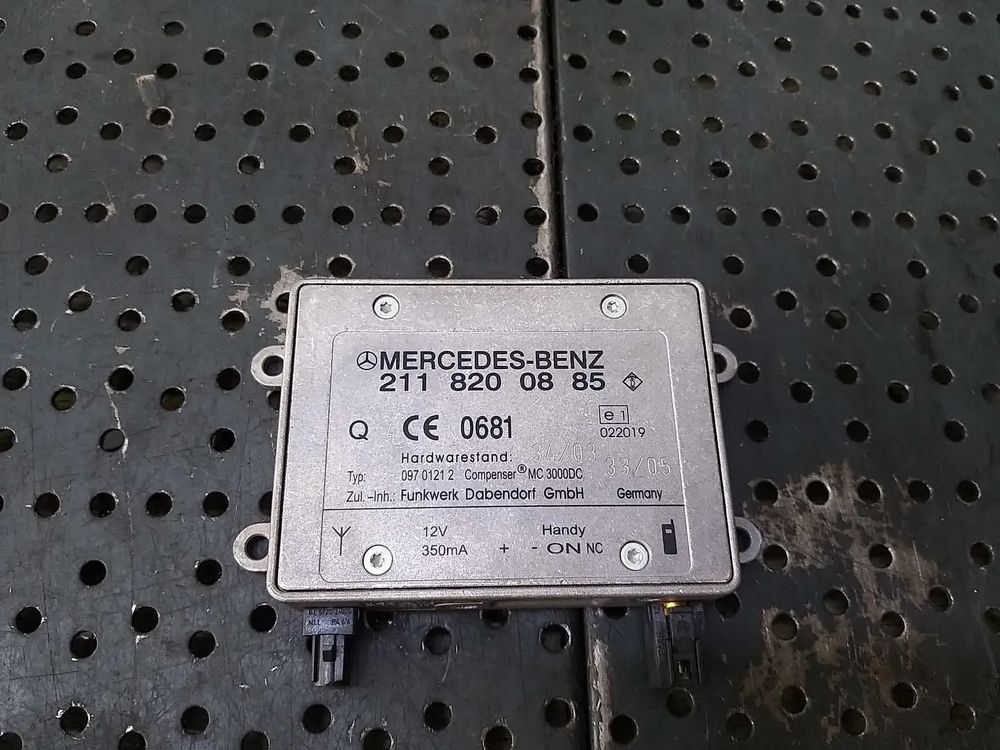 MERCEDES-BENZ
211 820 08 85
Q CE 0681 e1
022019
Hardwarestand: 34/03 33/05
Typ: 097 0121 2 Compenser® MC 3000DC
Zul.-Inh.: Funkwerk Dabendorf GmbH Germany
12V Handy
350mA + - ON NC